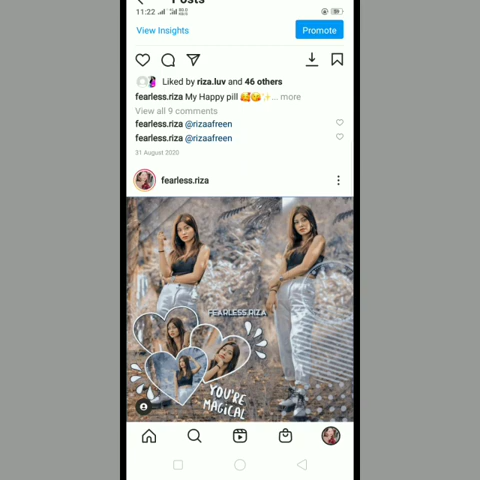 Posts
11:22
View Insights
Promote
Liked by riza.luv and 46 others
fearless.riza My Happy pill 🥰😘✨... more
View all 9 comments
fearless.riza @rizaafreen
fearless.riza @rizaafreen
31 August 2020
fearless.riza
FEARLESS.RIZA
YOU'RE
MAGICAL